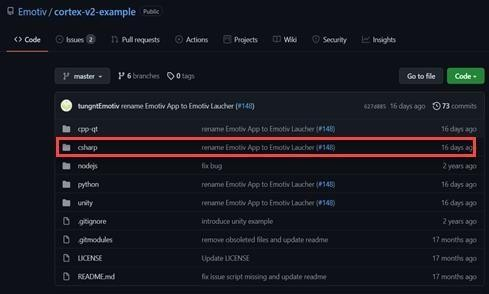 Emotiv / cortex-v2-example Public
Code Issues 2 Pull requests Actions Projects Wiki Security Insights
master 6 branches 0 tags Go to file Code
tungntEmotiv rename Emotiv App to Emotiv Laucher (#148) 627d885 16 days ago 73 commits
cpp-qt rename Emotiv App to Emotiv Laucher (#148) 16 days ago
csharp rename Emotiv App to Emotiv Laucher (#148) 16 days ago
nodejs fix bug 2 years ago
python rename Emotiv App to Emotiv Laucher (#148) 16 days ago
unity rename Emotiv App to Emotiv Laucher (#148) 16 days ago
.gitignore introduce unity example 2 years ago
.gitmodules remove obsoleted files and update readme 17 months ago
LICENSE Update LICENSE 17 months ago
README.md fix issue script missing and update readme 17 months ago